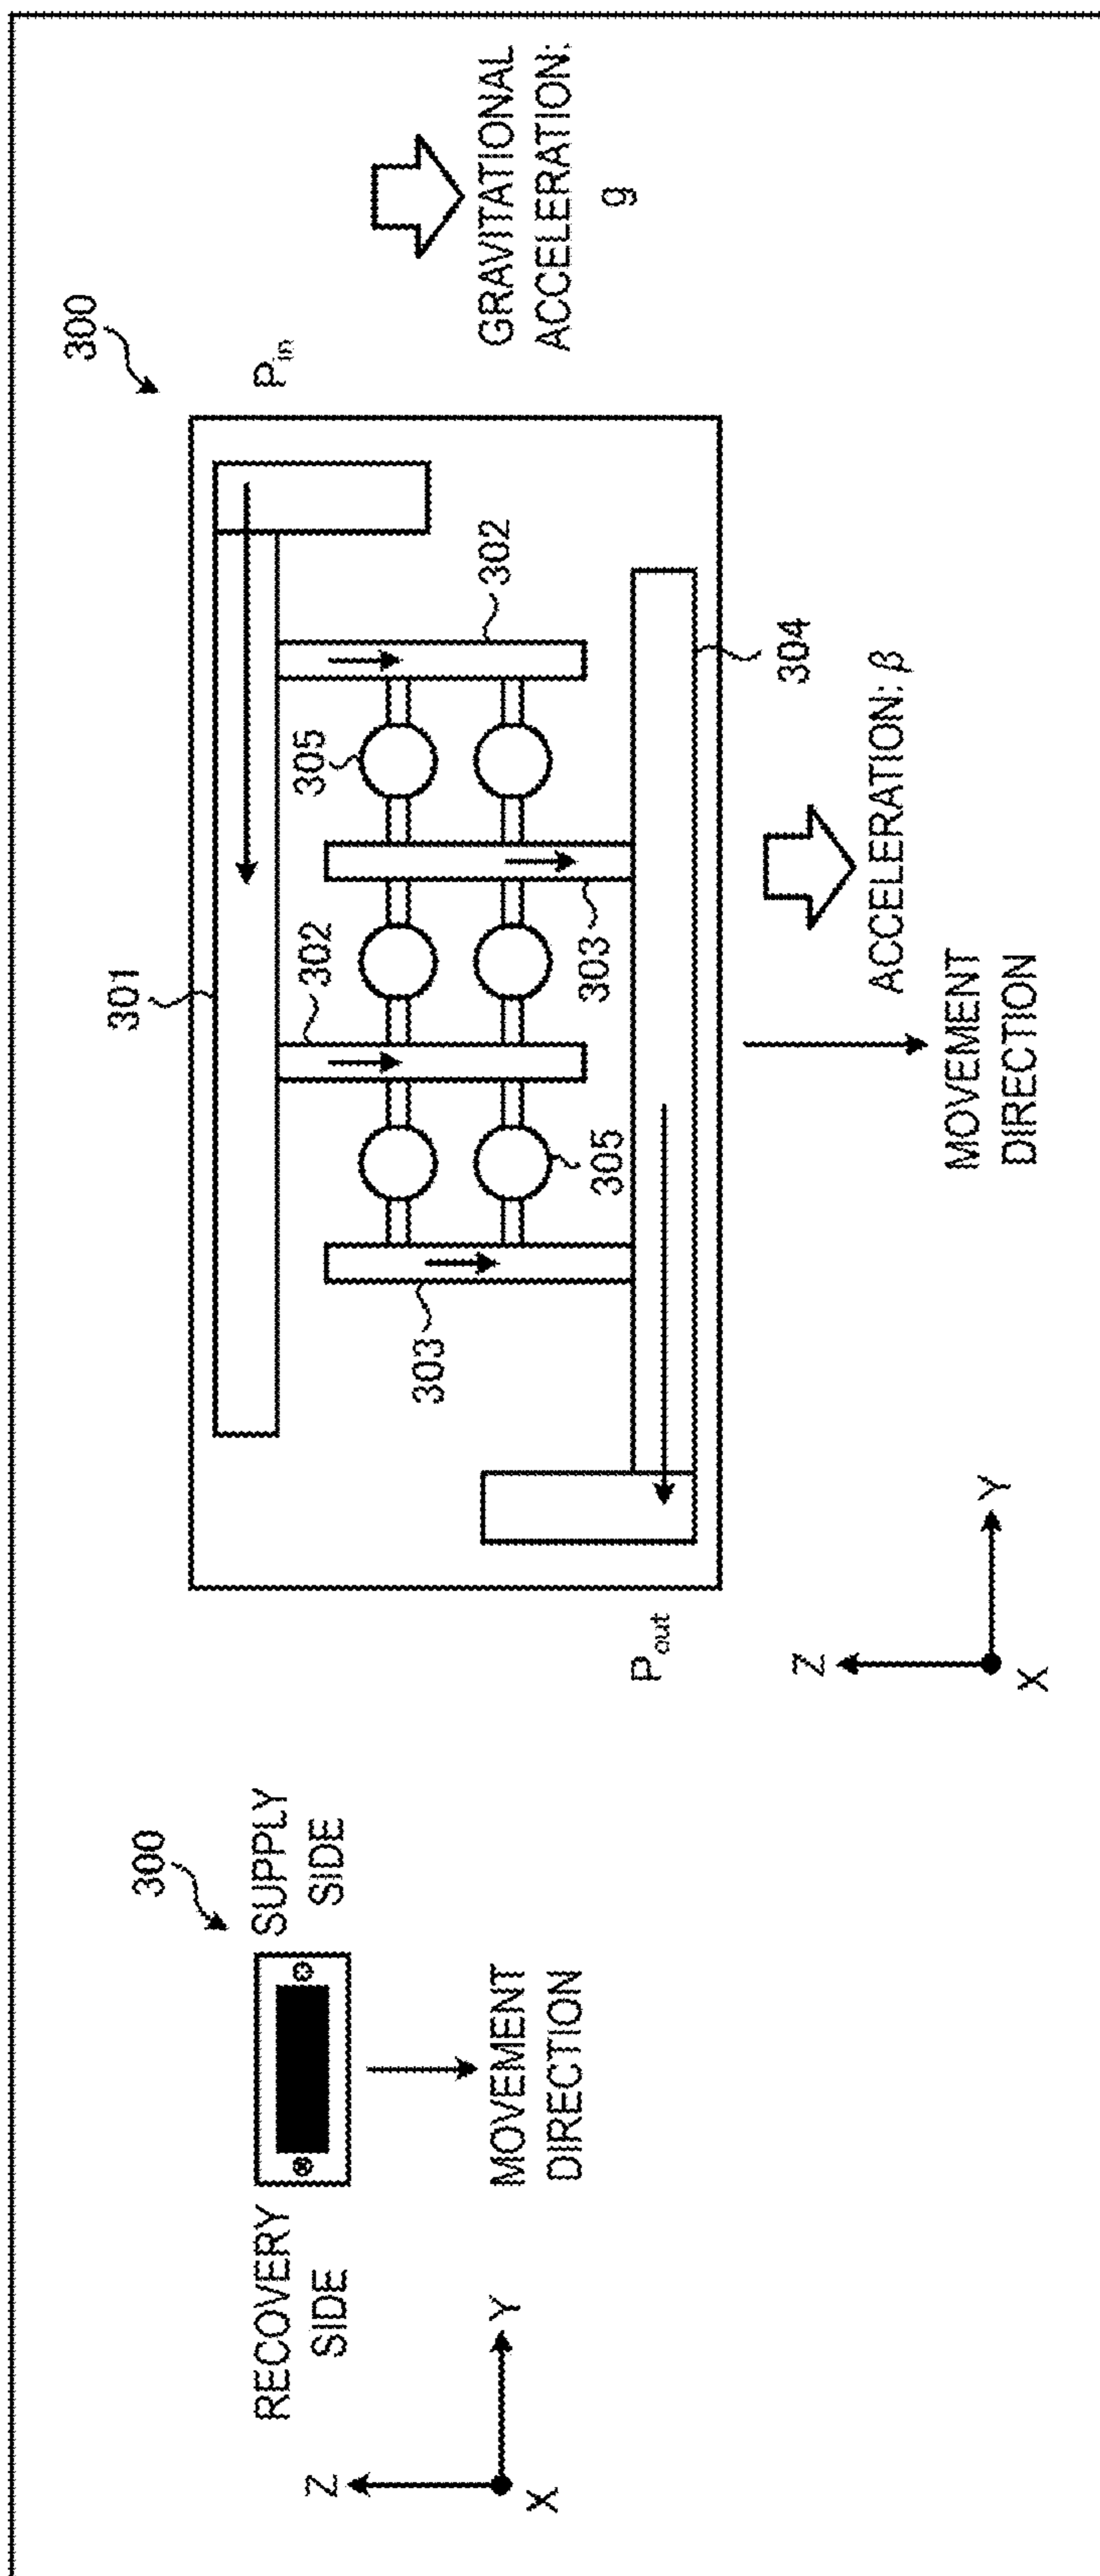 300
RECOVERY
SIDE
SUPPLY
SIDE
MOVEMENT
DIRECTION
Z
Y
X
300
301
Pin
302
305
302
303
303
305
304
Pout
GRAVITATIONAL
ACCELERATION:
g
ACCELERATION: β
MOVEMENT
DIRECTION
Z
Y
X